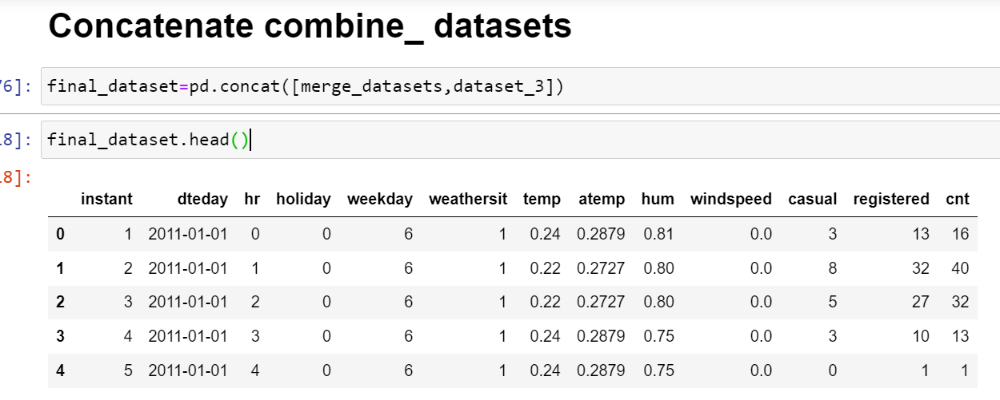 Concatenate combine_ datasets
76]: final_dataset=pd.concat([merge_datasets,dataset_3])
18]: final_dataset.head()
18]:
instant dteday hr holiday weekday weathersit temp atemp hum windspeed casual registered cnt
0 1 2011-01-01 0 0 6 1 0.24 0.2879 0.81 0.0 3 13 16
1 2 2011-01-01 1 0 6 1 0.22 0.2727 0.80 0.0 8 32 40
2 3 2011-01-01 2 0 6 1 0.22 0.2727 0.80 0.0 5 27 32
3 4 2011-01-01 3 0 6 1 0.24 0.2879 0.75 0.0 3 10 13
4 5 2011-01-01 4 0 6 1 0.24 0.2879 0.75 0.0 0 1 1